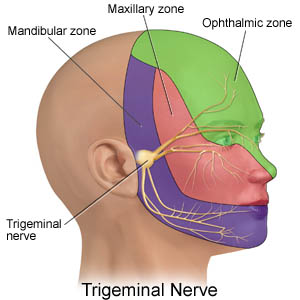 Maxillary zone
Mandibular zone
Ophthalmic zone
Trigeminal
nerve
Trigeminal Nerve